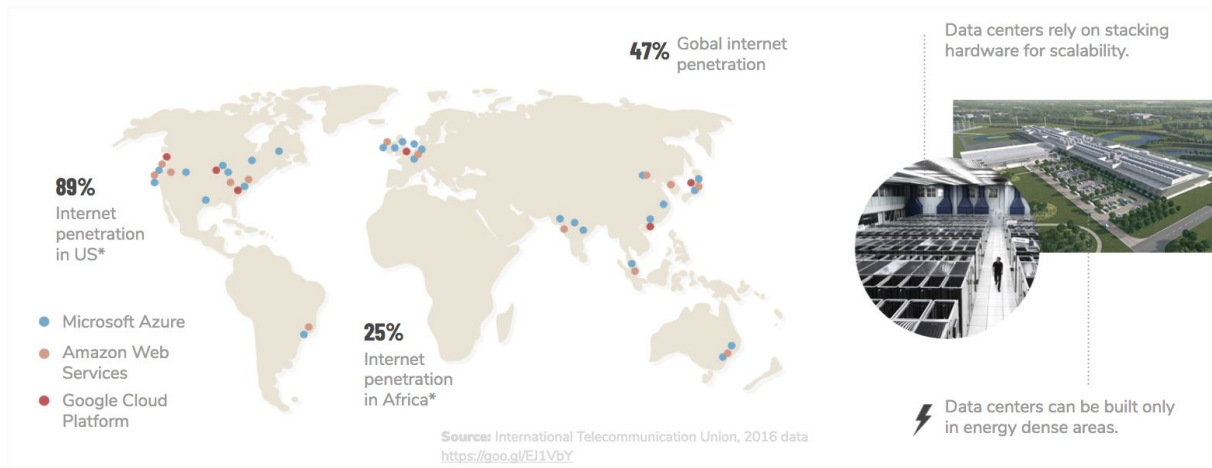 47% Gobal internet
penetration
89%
Internet
penetration
in US*
Microsoft Azure
Amazon Web
Services
Google Cloud
Platform
25%
Internet
penetration
in Africa*
Source: International Telecommunication Union, 2016 data
https://goo.gl/EJ1VbY
Data centers rely on stacking
hardware for scalability.
Data centers can be built only
in energy dense areas.